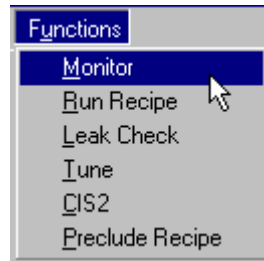 Functions
Monitor
Run Recipe
Leak Check
Tune
CIS2
Preclude Recipe